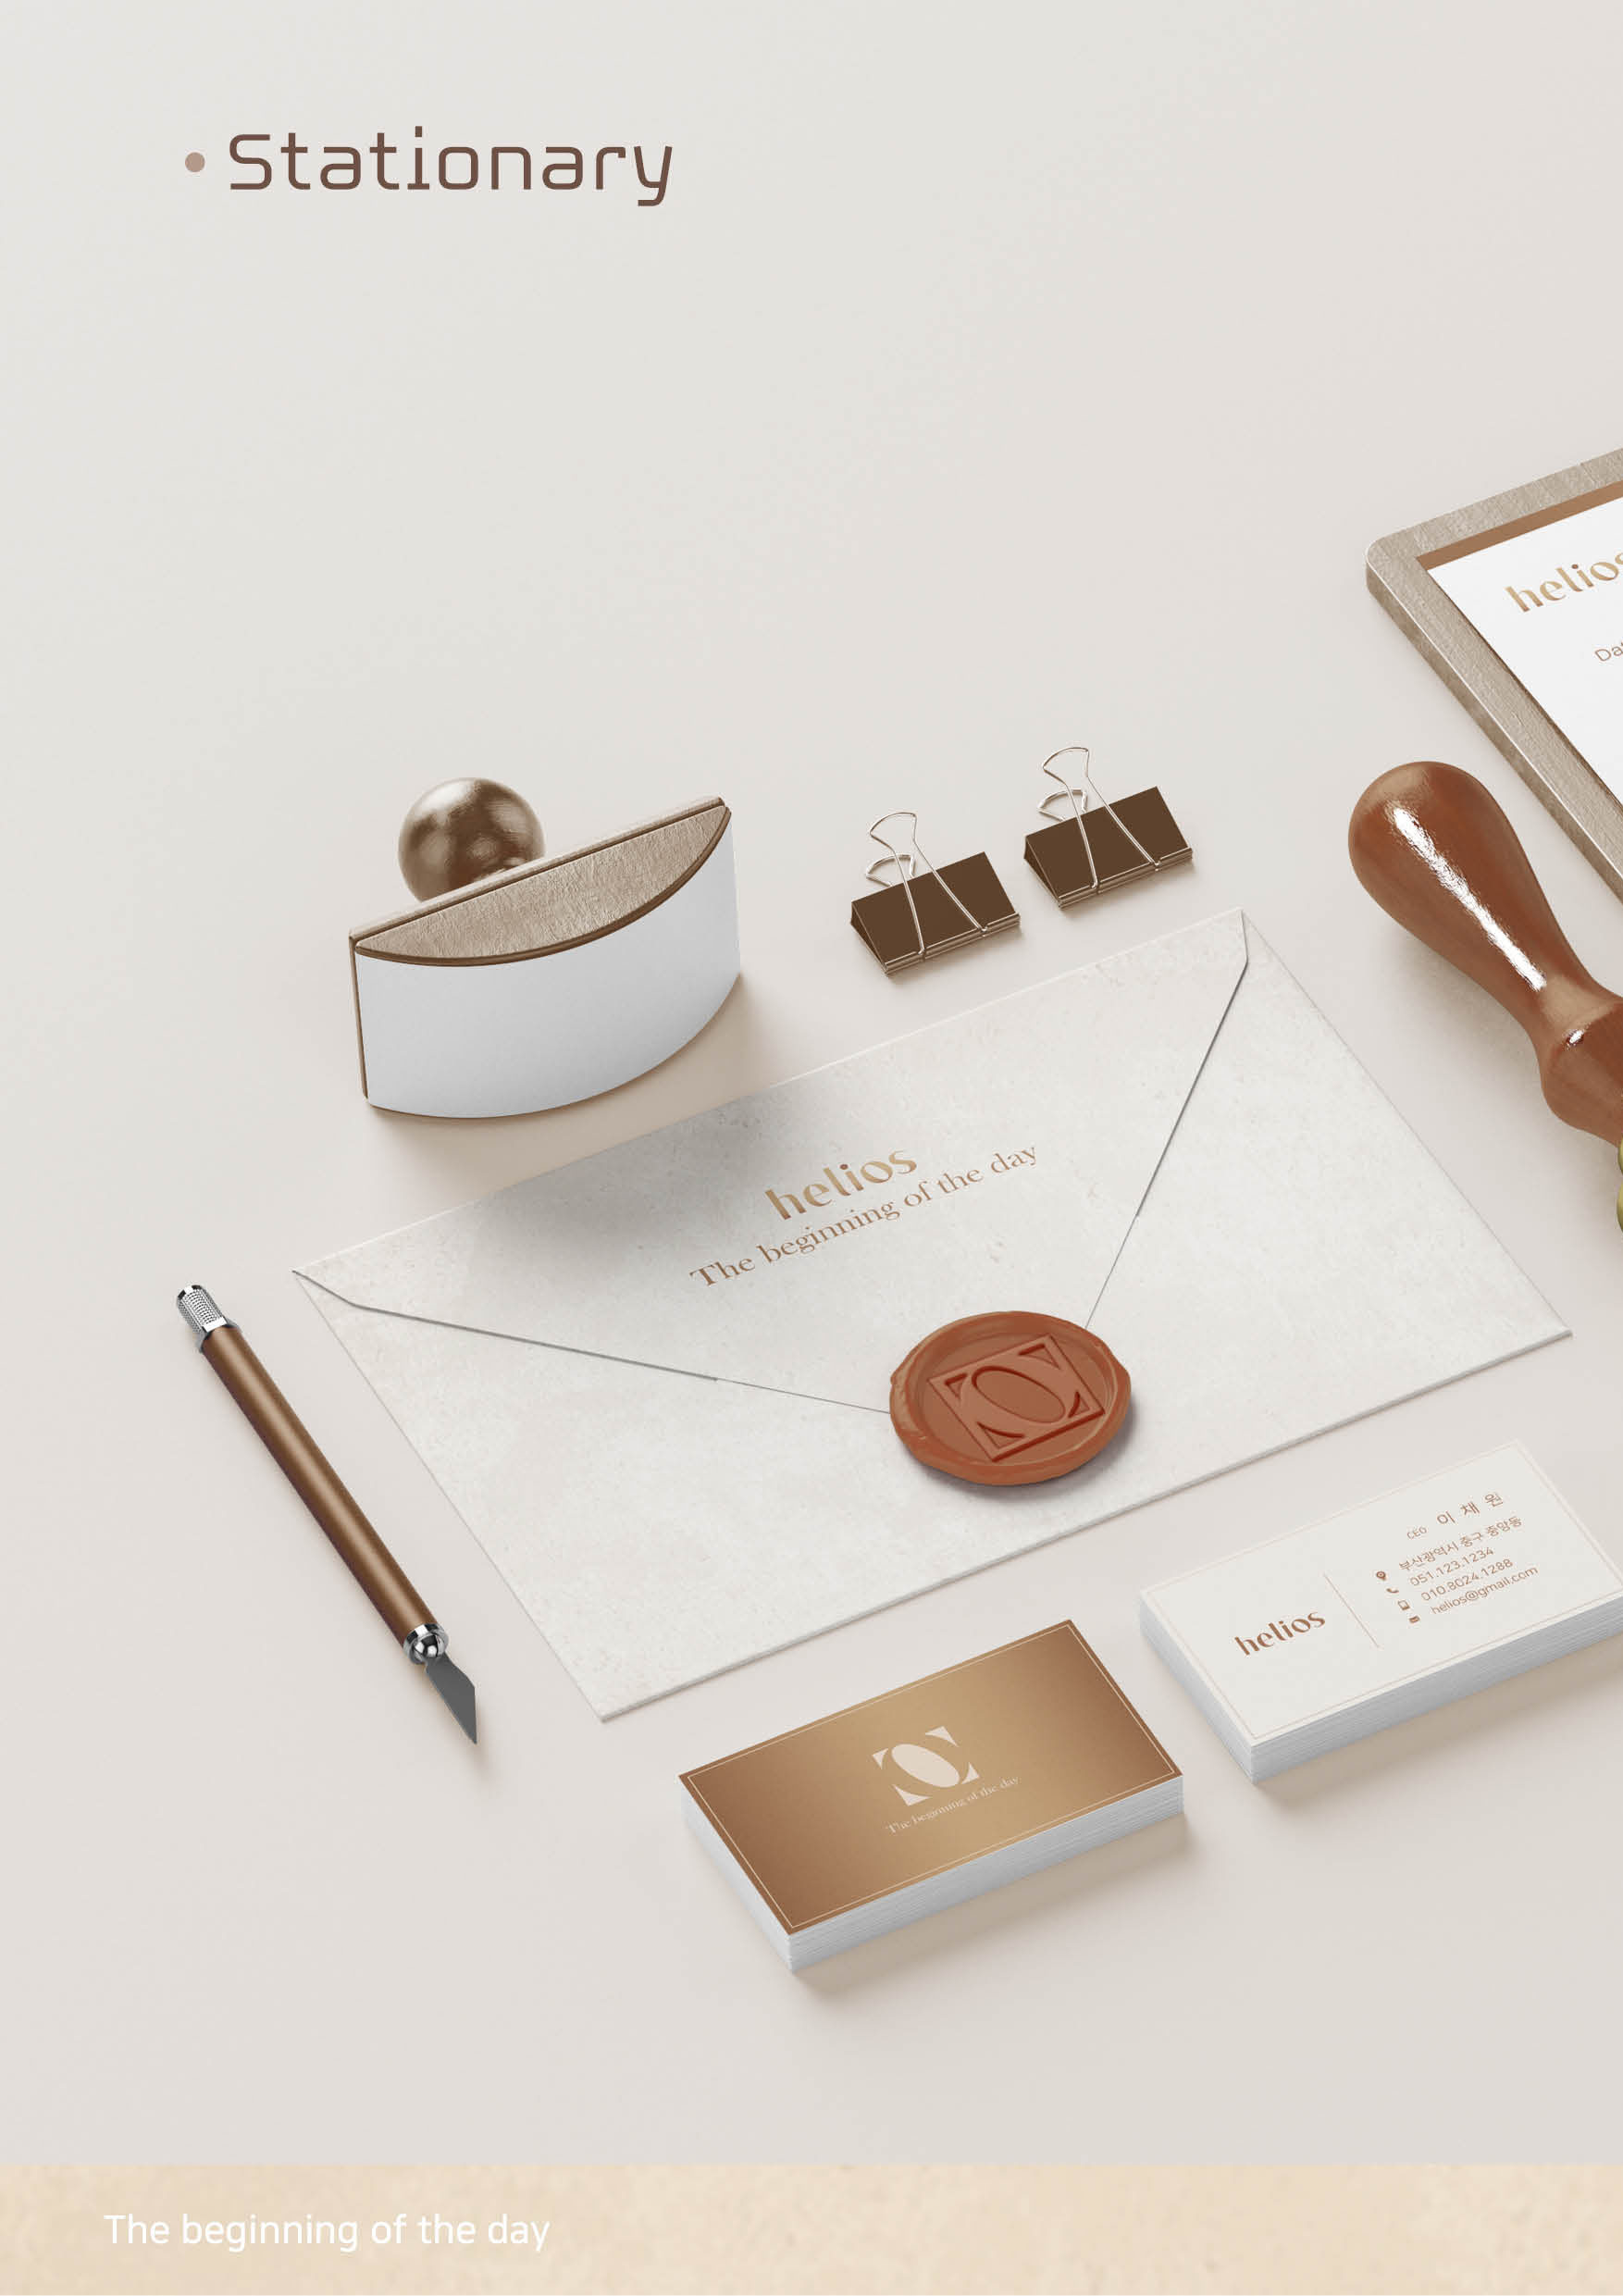 Stationary
helios
Da
helios
The beginning of the day
CEO 이 채 원
부산광역시 중구 중앙동
051.123.1234
010.8024.1288
helios@gmail.com
helios
The beginning of the day
The beginning of the day